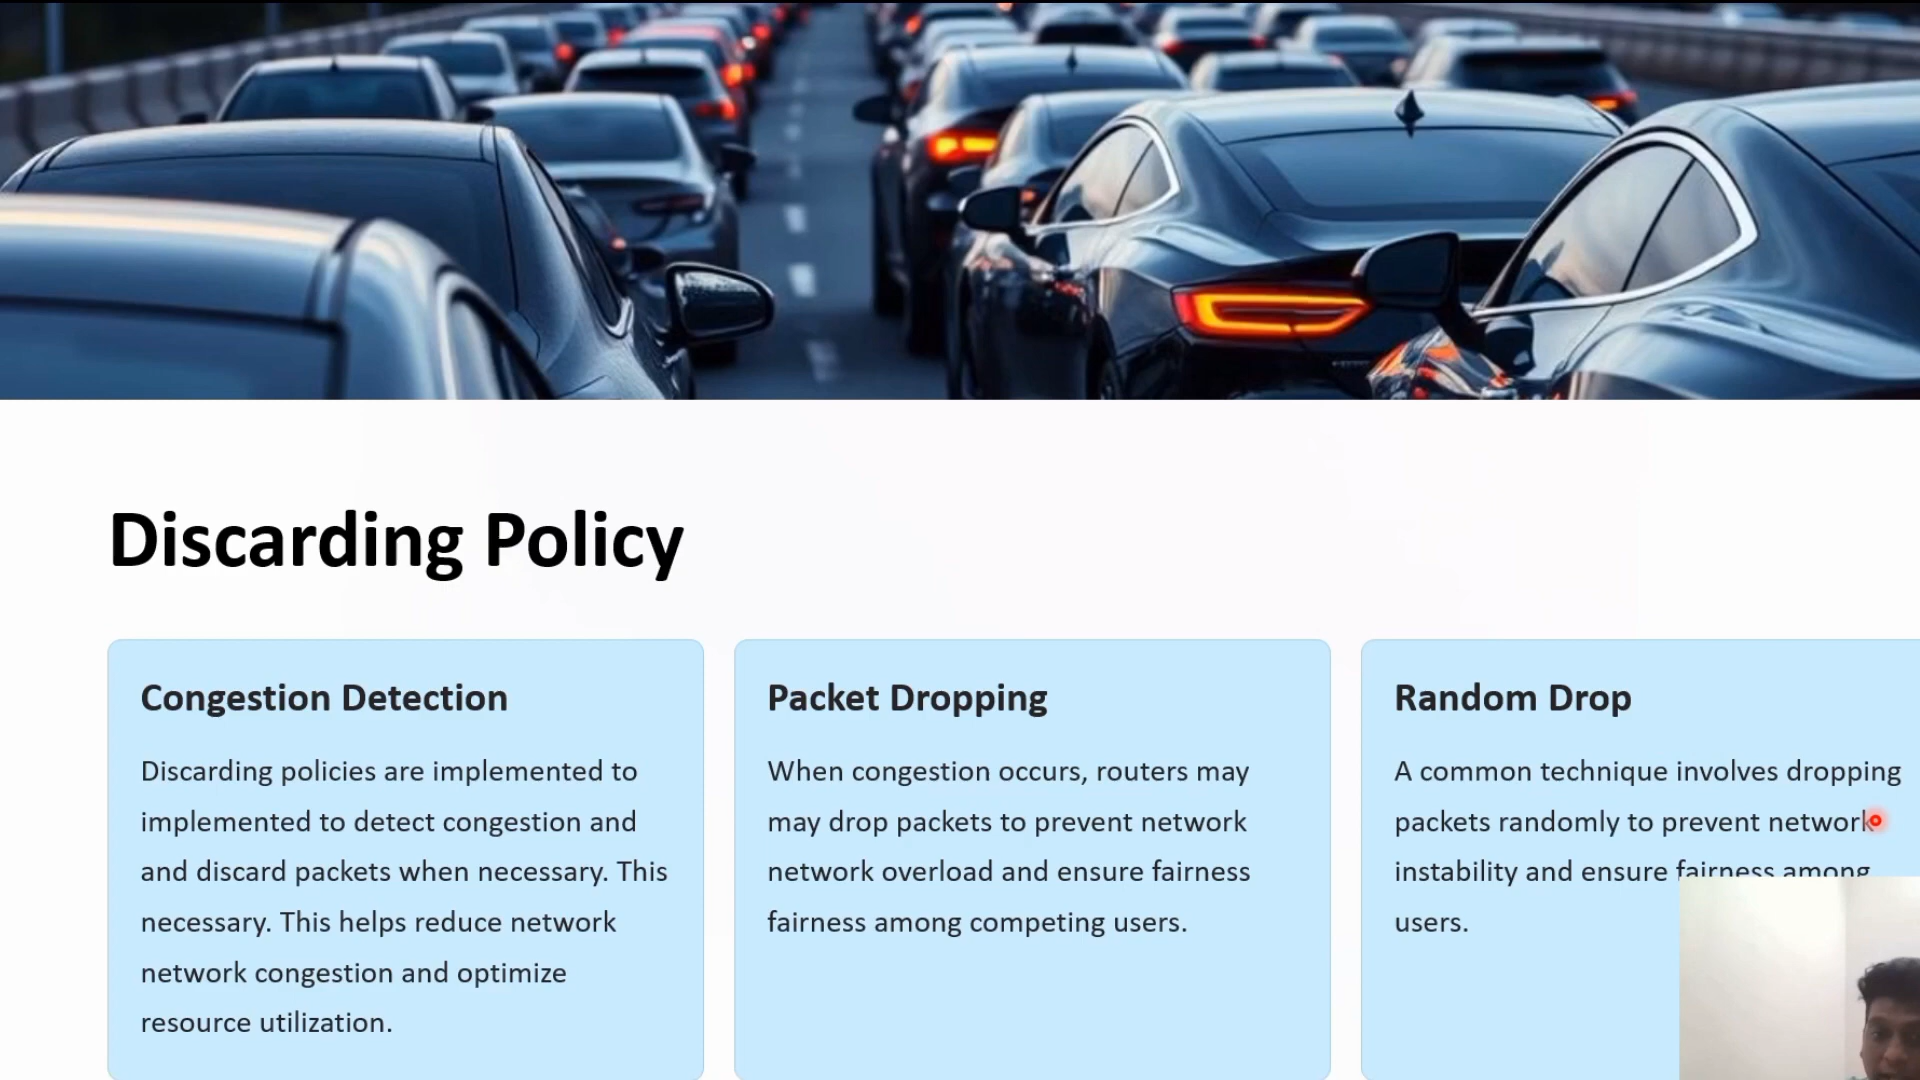 Discarding Policy
Congestion Detection
Discarding policies are implemented to
implemented to detect congestion and
and discard packets when necessary. This
necessary. This helps reduce network
network congestion and optimize
resource utilization.
Packet Dropping
When congestion occurs, routers may
may drop packets to prevent network
network overload and ensure fairness
fairness among competing users.
Random Drop
A common technique involves dropping
packets randomly to prevent network
instability and ensure fairness among
users.